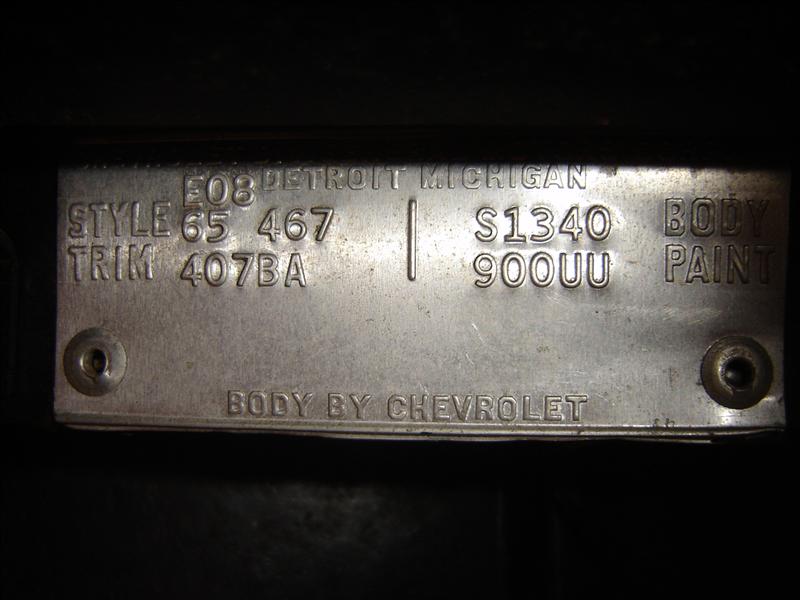 DETROIT MICHIGAN
E08
STYLE 65 467 | S1340 BODY
TRIM 407BA | 900UU PAINT
BODY BY CHEVROLET